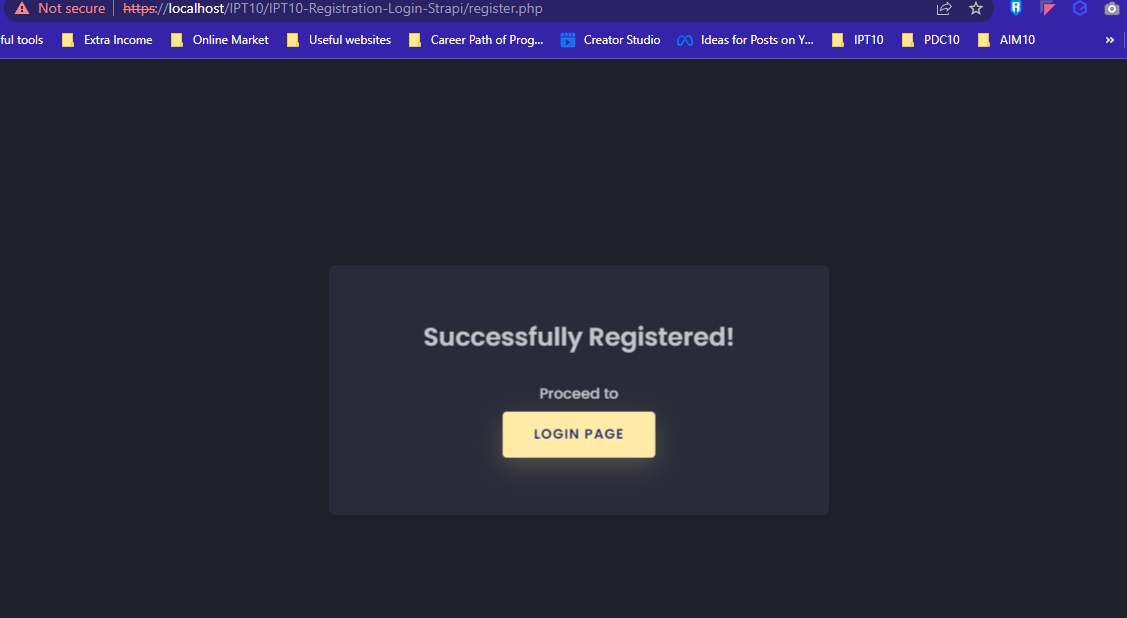 Not secure https://localhost/IPT10/IPT10-Registration-Login-Strapi/register.php
ful tools Extra Income Online Market Useful websites Career Path of Prog... Creator Studio Ideas for Posts on Y... IPT10 PDC10 AIM10 »
Successfully Registered!
Proceed to
LOGIN PAGE